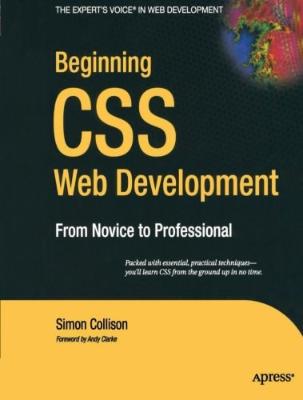 THE EXPERT'S VOICE® IN WEB DEVELOPMENT
Beginning
CSS
Web Development
From Novice to Professional
Packed with essential, practical techniques—
you'll learn CSS from the ground up in no time.
Simon Collison
Foreword by Andy Clarke
Apress®